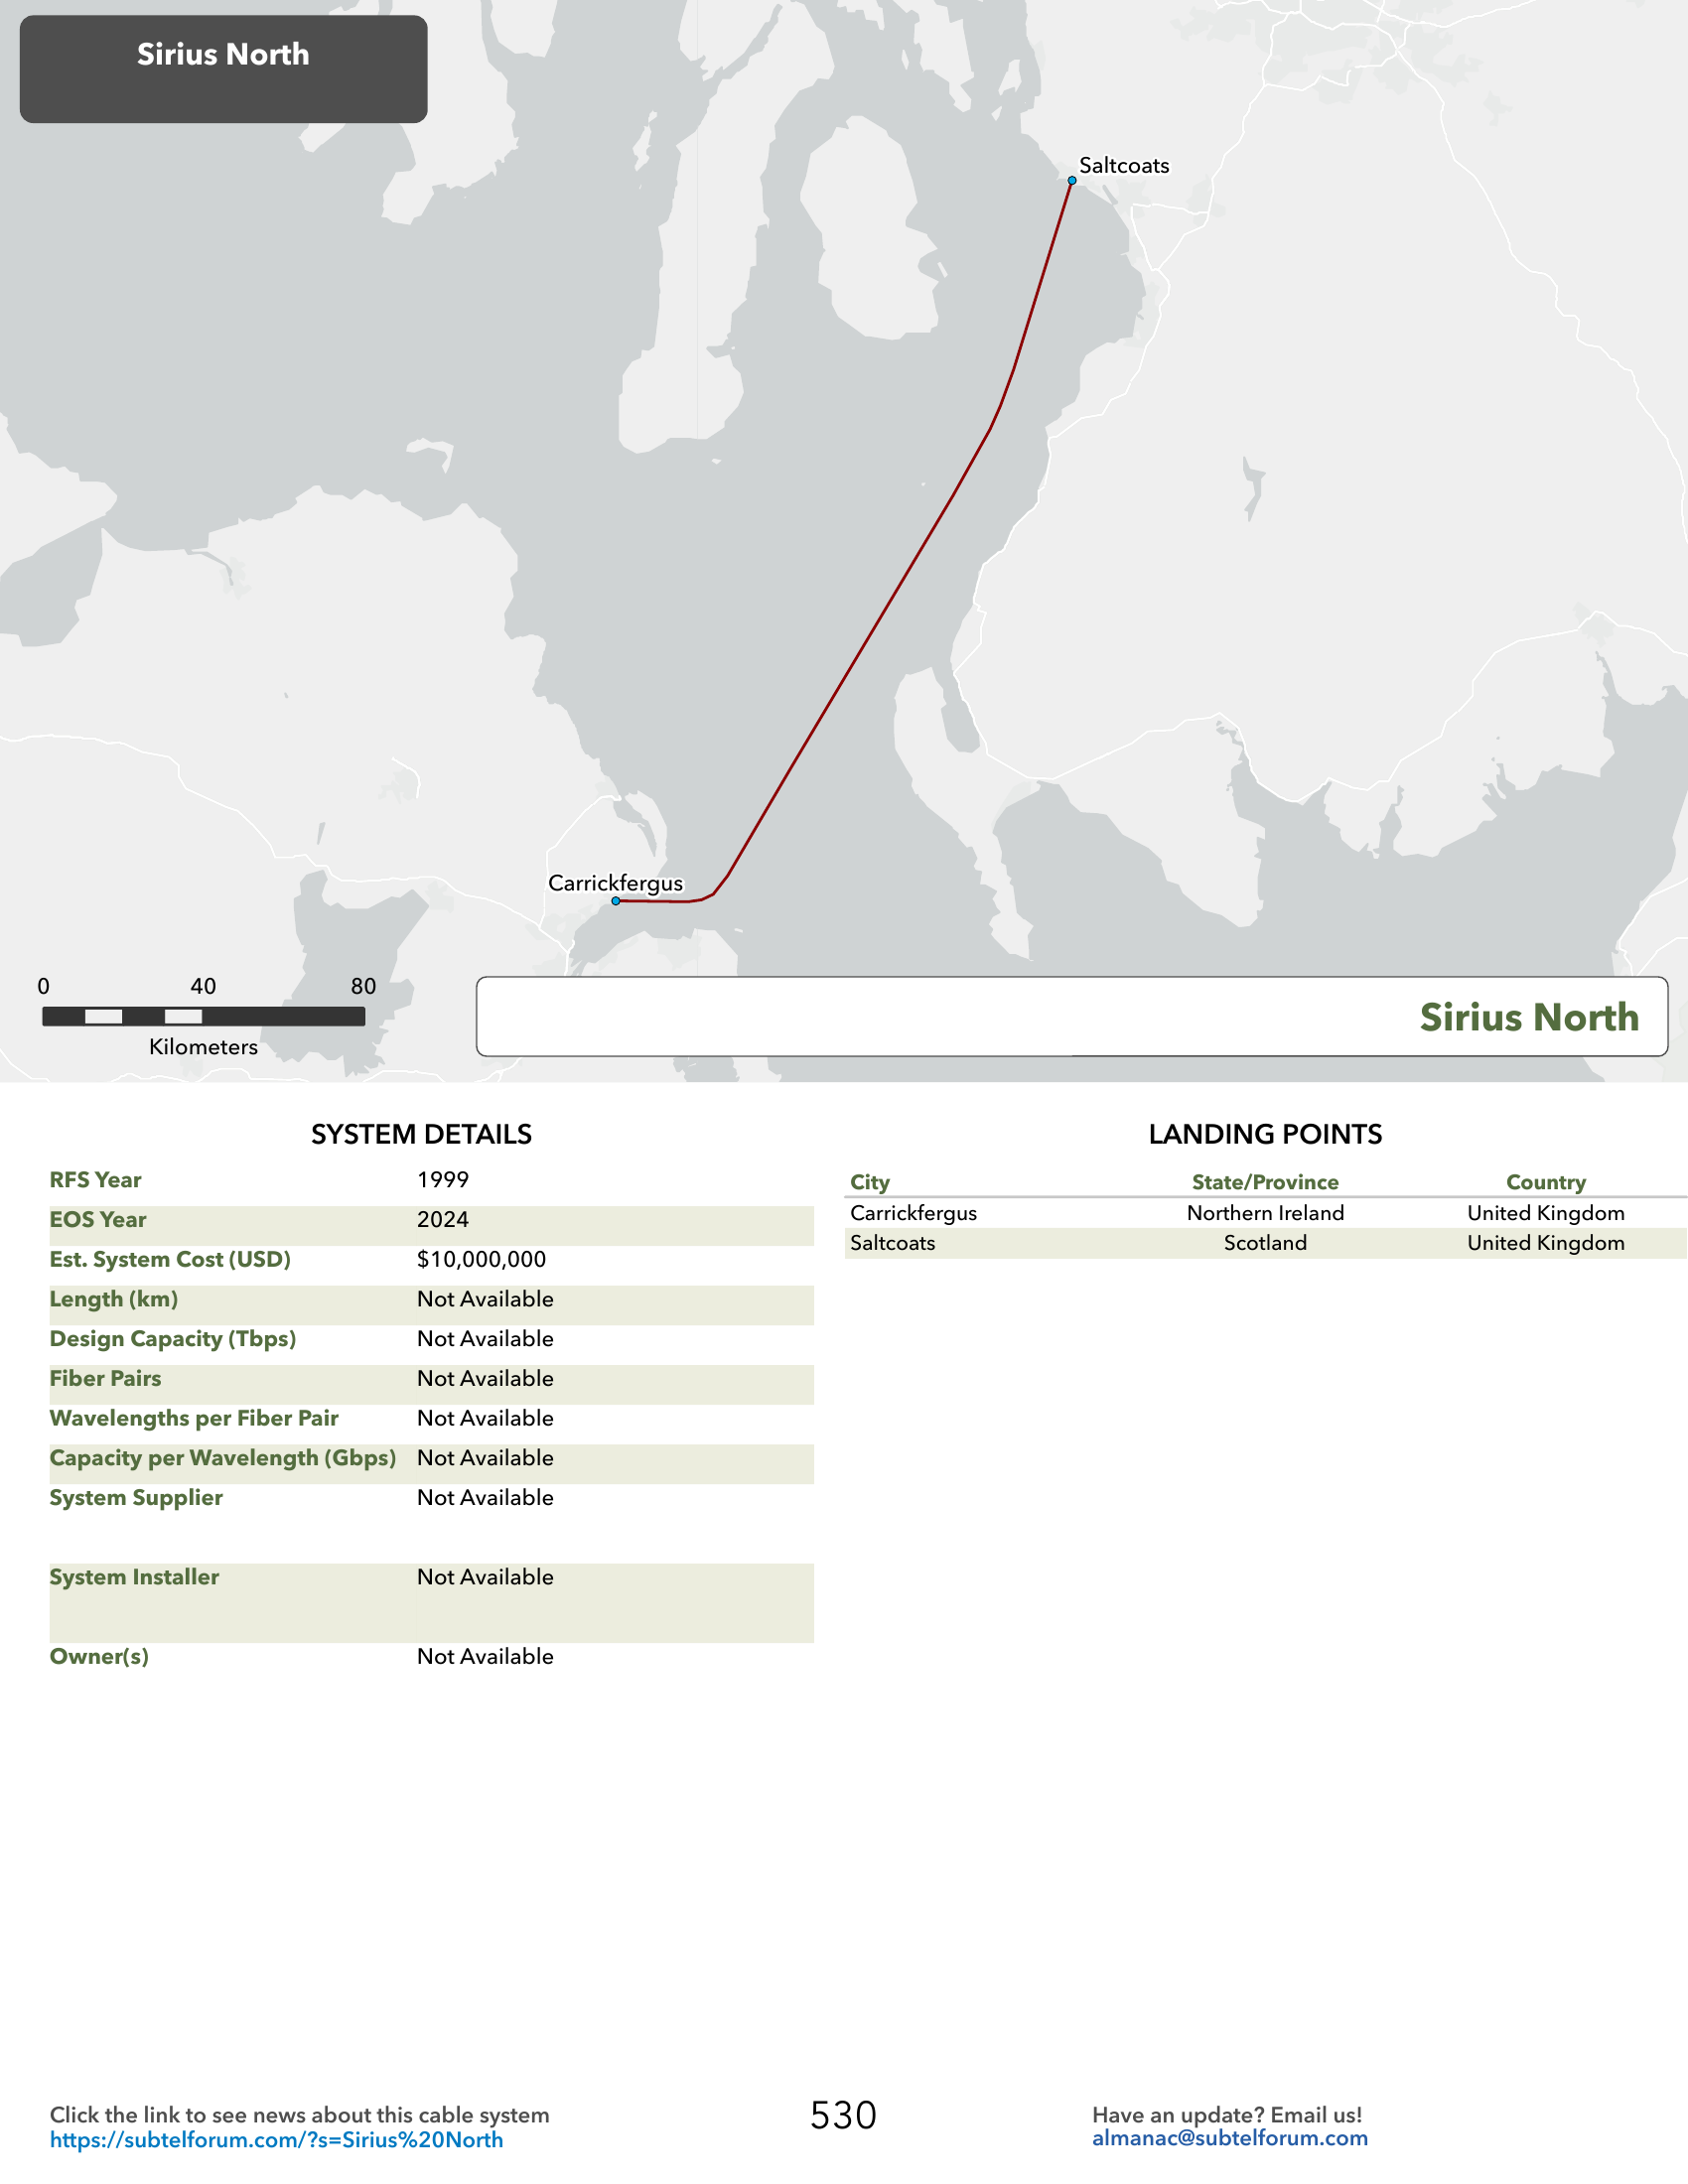 Sirius North
Saltcoats
Carrickfergus
0 40 80
Kilometers
Sirius North
SYSTEM DETAILS
RFS Year 1999
EOS Year 2024
Est. System Cost (USD) $10,000,000
Length (km) Not Available
Design Capacity (Tbps) Not Available
Fiber Pairs Not Available
Wavelengths per Fiber Pair Not Available
Capacity per Wavelength (Gbps) Not Available
System Supplier Not Available
System Installer Not Available
Owner(s) Not Available
LANDING POINTS
City State/Province Country
Carrickfergus Northern Ireland United Kingdom
Saltcoats Scotland United Kingdom
Click the link to see news about this cable system
https://subtelforum.com/?s=Sirius%20North
530
Have an update? Email us!
almanac@subtelforum.com